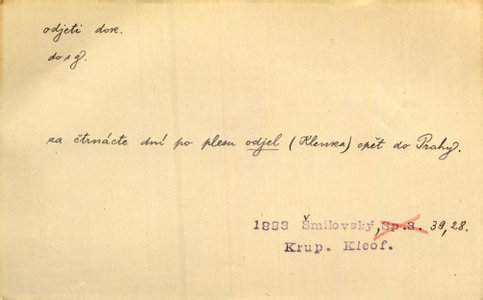 odjeti dok.
do 2 g.
za čtrnácte dní po plesu odjel (Klenka) opět do Prahy.
1883 Šmilovský, Sp.3. 39, 28.
Krup. Kleof.